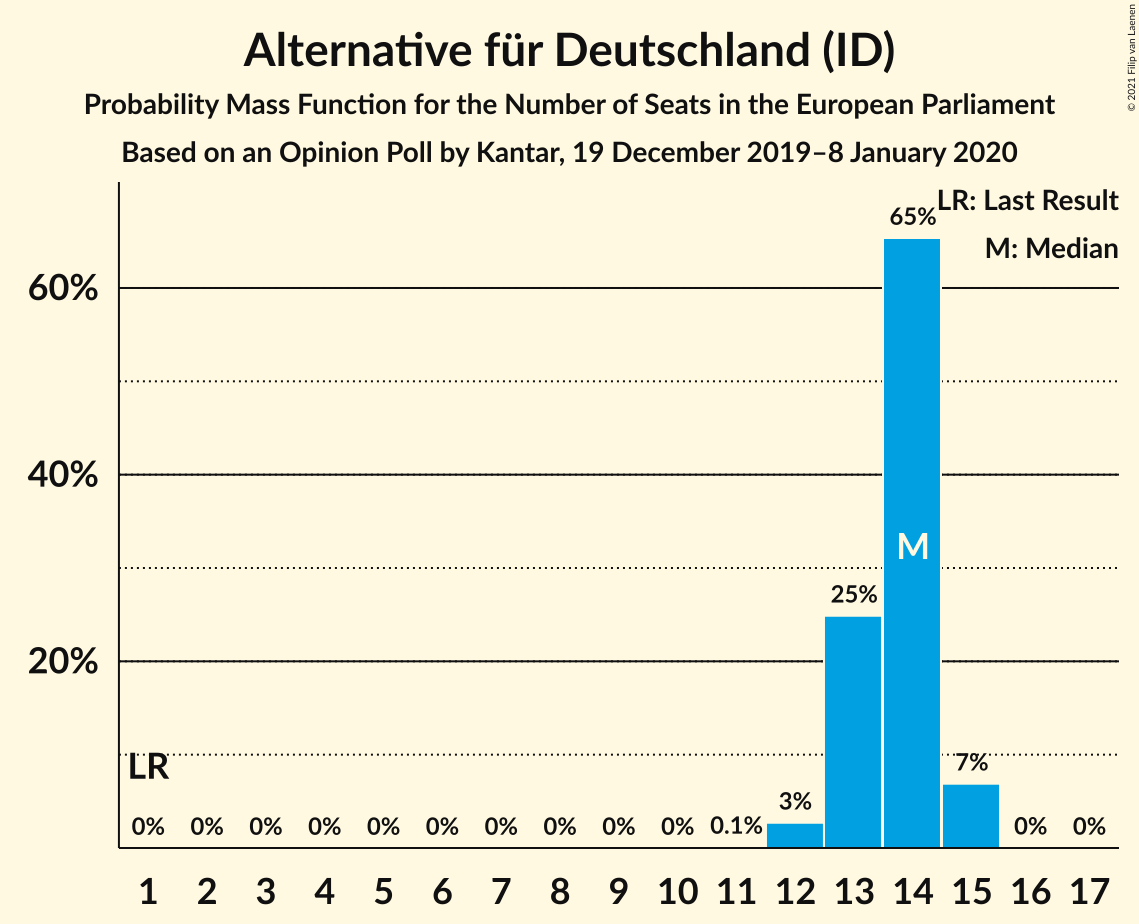 Alternative für Deutschland (ID)
Probability Mass Function for the Number of Seats in the European Parliament
Based on an Opinion Poll by Kantar, 19 December 2019–8 January 2020
© 2021 Filip van Laenen
LR: Last Result
M: Median
60%
40%
20%
LR
M
0% 0% 0% 0% 0% 0% 0% 0% 0% 0% 0.1% 3% 25% 65% 7% 0% 0%
1 2 3 4 5 6 7 8 9 10 11 12 13 14 15 16 17